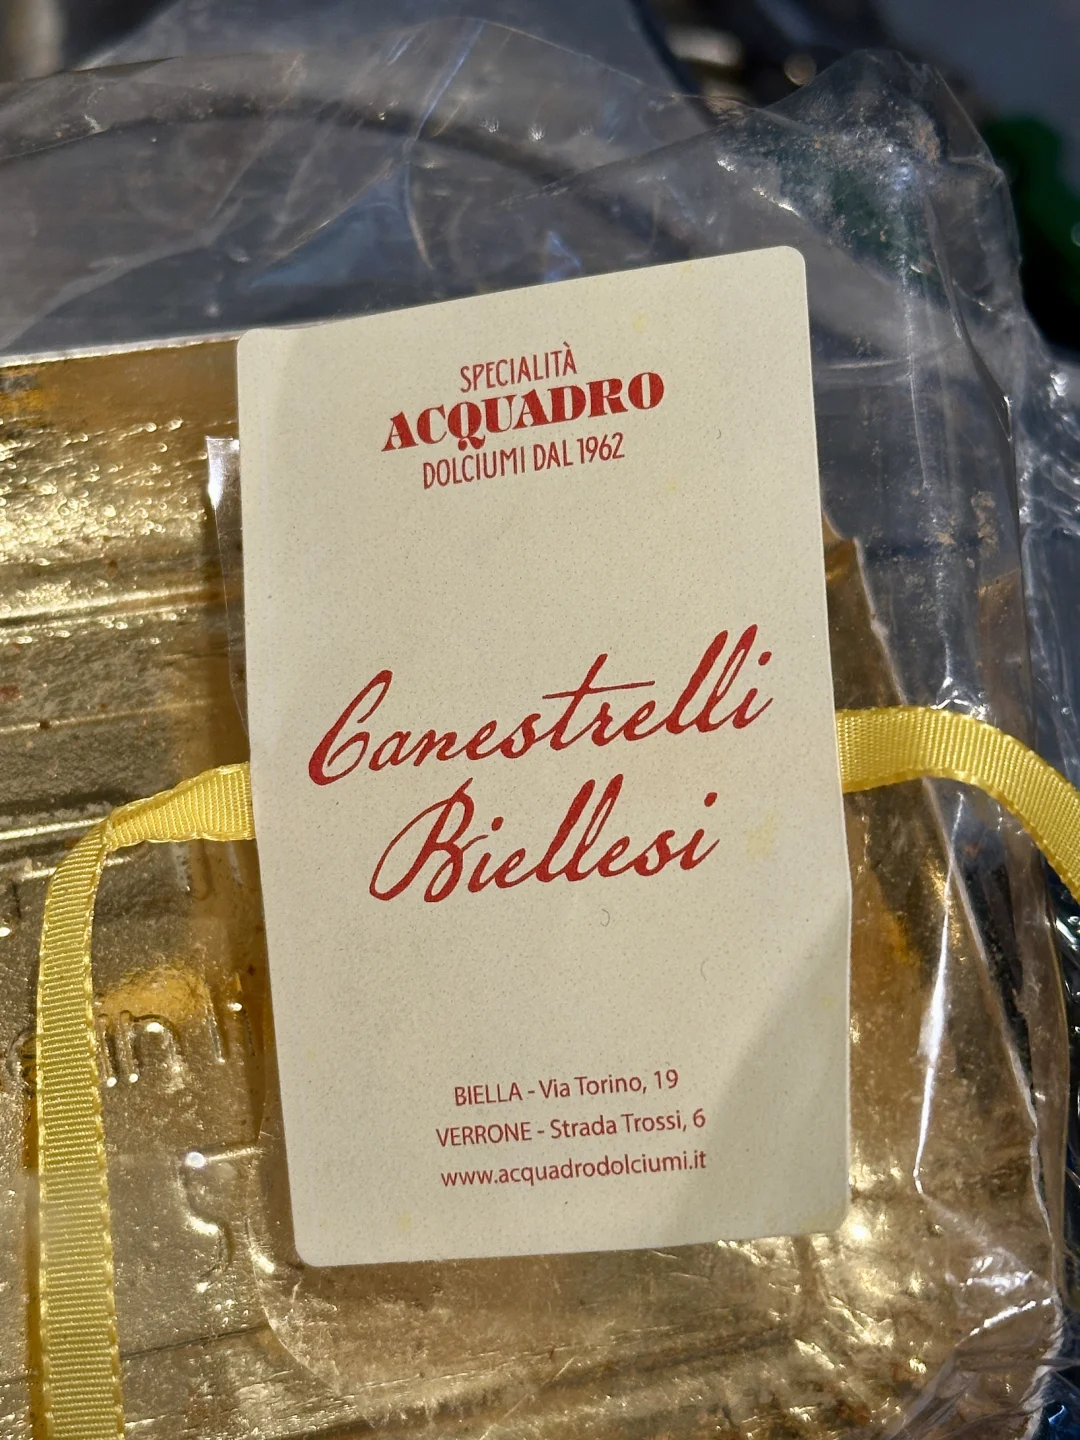 SPECIALITÀ
ACQUADRO
DOLCIUMI DAL 1962
Canestrelli
Biellesi
BIELLA - Via Torino, 19
VERRONE - Strada Trossi, 6
www.acquadrodolciumi.it